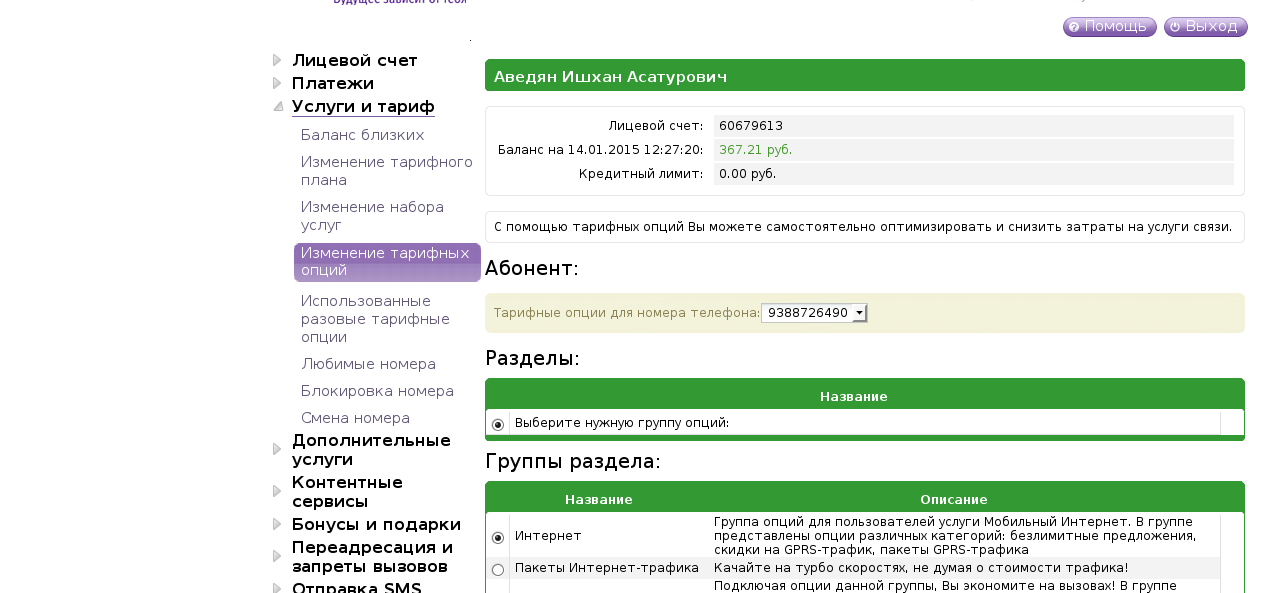 Будущее зависит от тебя
Помощь
Выход
Лицевой счет
Платежи
Услуги и тариф
Баланс близких
Изменение тарифного
плана
Изменение набора
услуг
Изменение тарифных
опций
Использованные
разовые тарифные
опции
Любимые номера
Блокировка номера
Смена номера
Дополнительные
услуги
Контентные
сервисы
Бонусы и подарки
Переадресация и
запреты вызовов
Отправка SMS
Аведян Ишхан Асатурович
Лицевой счет: 60679613
Баланс на 14.01.2015 12:27:20: 367.21 руб.
Кредитный лимит: 0.00 руб.
С помощью тарифных опций Вы можете самостоятельно оптимизировать и снизить затраты на услуги связи.
Абонент:
Тарифные опции для номера телефона: 9388726490
Разделы:
Название
Выберите нужную группу опций:
Группы раздела:
Название Описание
Интернет
Группа опций для пользователей услуги Мобильный Интернет. В группе
представлены опции различных категорий: безлимитные предложения,
скидки на GPRS-трафик, пакеты GPRS-трафика
Пакеты Интернет-трафика Качайте на турбо скоростях, не думая о стоимости трафика!
Подключая опции данной группы, Вы экономите на вызовах! В группе